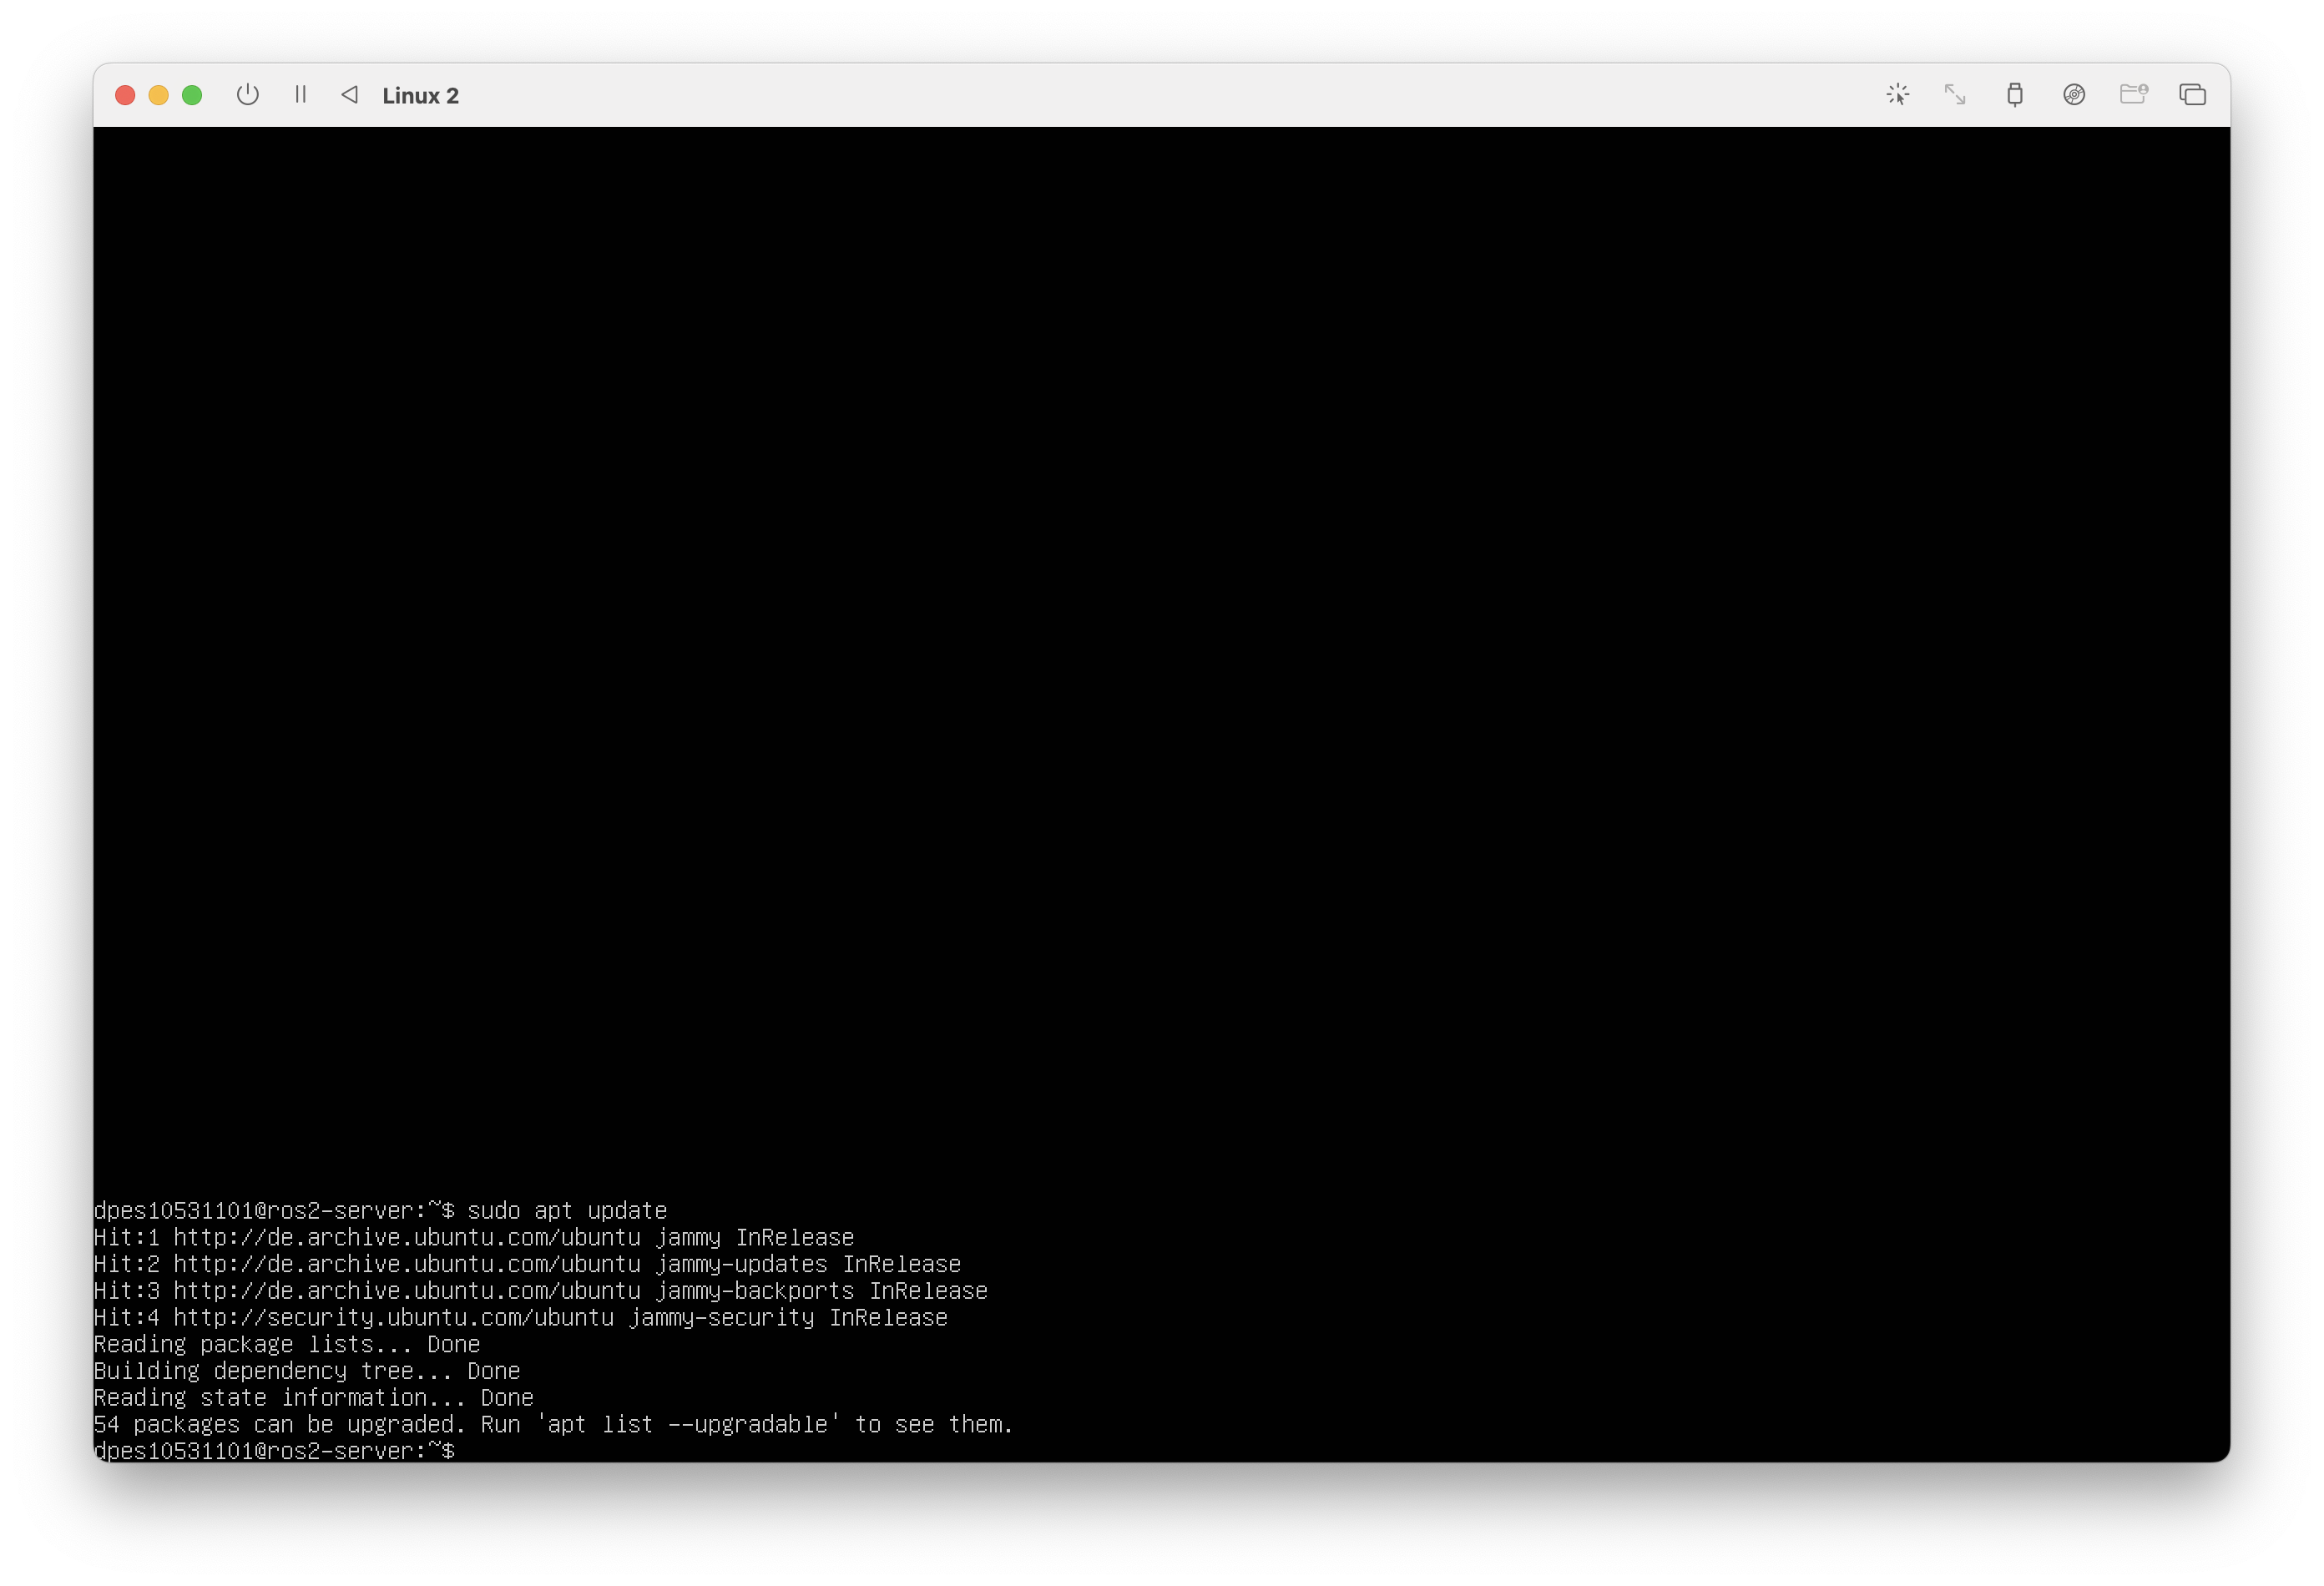 Linux 2
dpes10531101@ros2-server:~$ sudo apt update
Hit:1 http://de.archive.ubuntu.com/ubuntu jammy InRelease
Hit:2 http://de.archive.ubuntu.com/ubuntu jammy-updates InRelease
Hit:3 http://de.archive.ubuntu.com/ubuntu jammy-backports InRelease
Hit:4 http://security.ubuntu.com/ubuntu jammy-security InRelease
Reading package lists... Done
Building dependency tree... Done
Reading state information... Done
54 packages can be upgraded. Run 'apt list --upgradable' to see them.
dpes10531101@ros2-server:~$